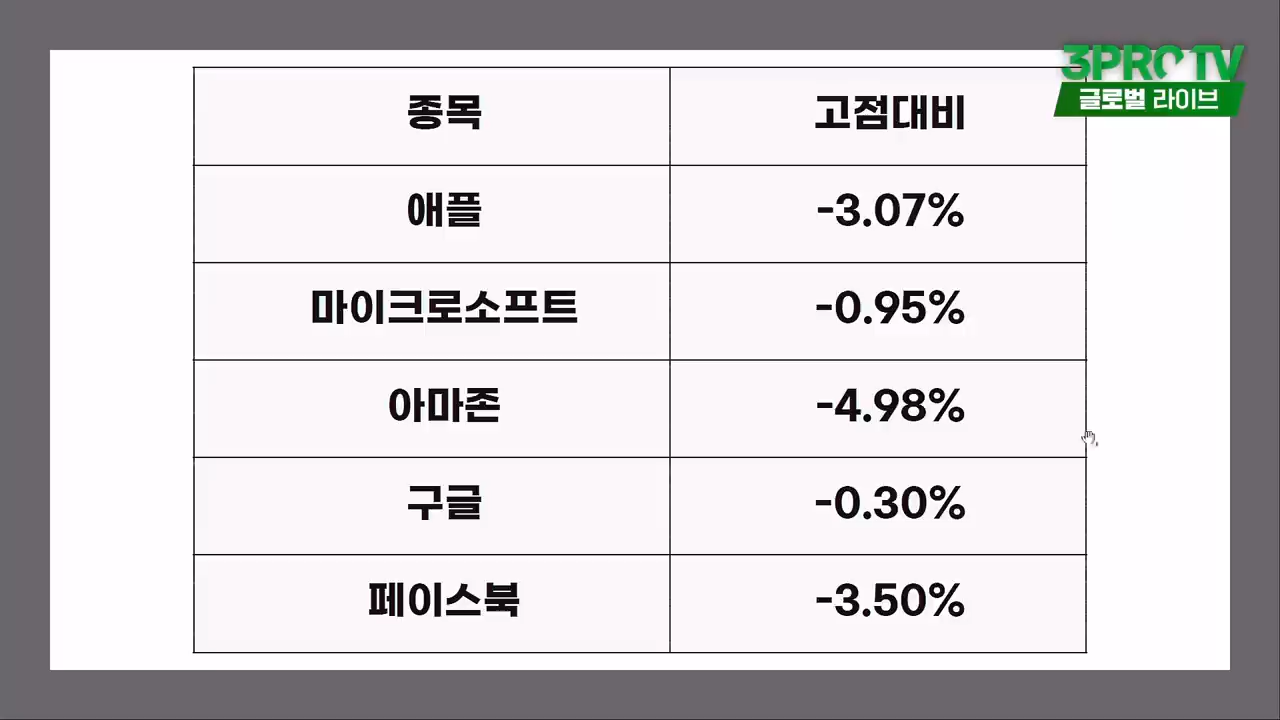 3PRO TV
글로벌 라이브
종목 고점대비
애플 -3.07%
마이크로소프트 -0.95%
아마존 -4.98%
구글 -0.30%
페이스북 -3.50%